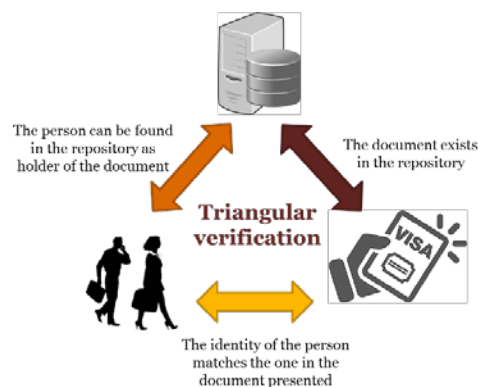 The person can be found
in the repository as
holder of the document
The document exists
in the repository
Triangular
verification
VISA
The identity of the person
matches the one in the
document presented